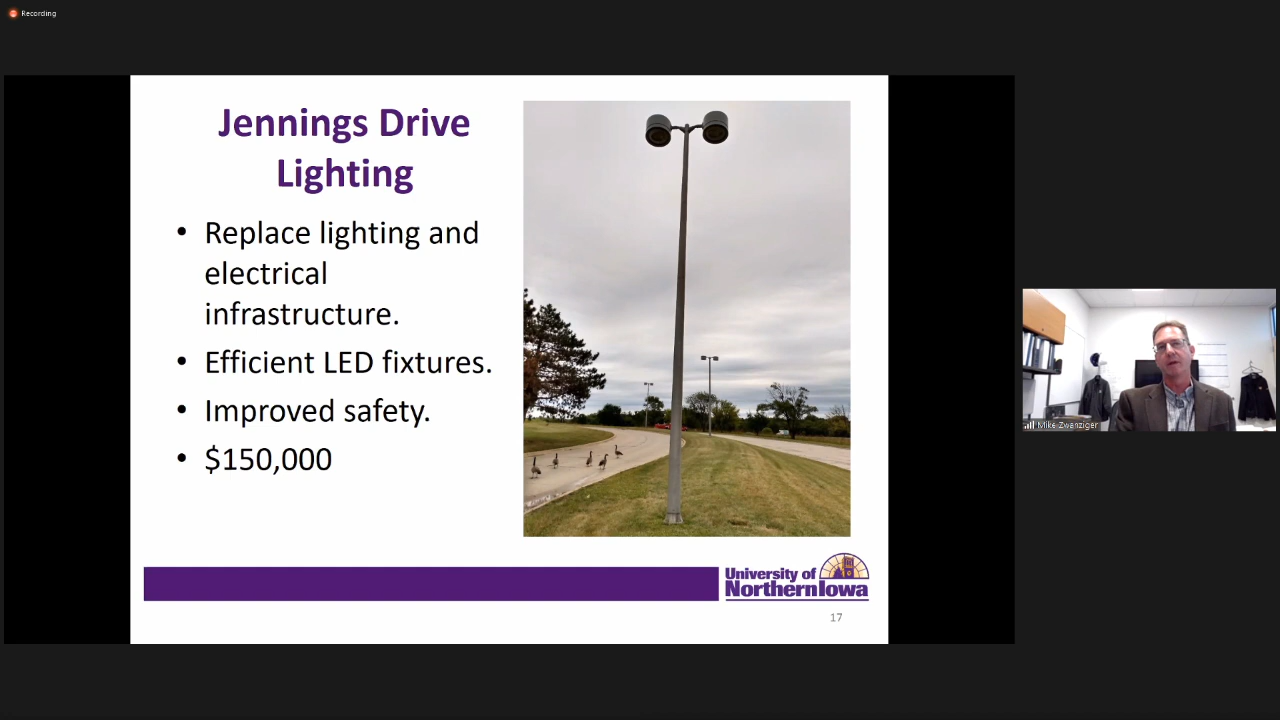 Recording
Jennings Drive
Lighting
• Replace lighting and
electrical
infrastructure.
• Efficient LED fixtures.
• Improved safety.
• $150,000
University of
Northern Iowa
17
Mike Zwanziger